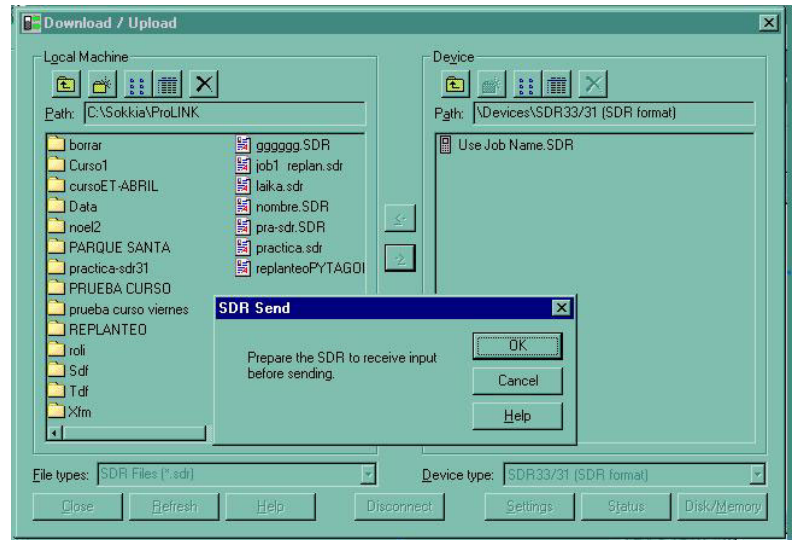 Download / Upload
Local Machine
Path: C:\Sokkia\ProLINK
borrar
Curso1
cursoET-ABRIL
Data
noel2
PARQUE SANTA
practica-sdr31
PRUEBA CURSO
prueba curso viernes
REPLANTEO
roli
Sdf
Tdf
Xfm
gggggg.SDR
job1 replan.sdr
laika.sdr
nombre.SDR
pra-sdr.SDR
practica.sdr
replanteoPYTAGOI
<-
->
Device
Path: \Devices\SDR33/31 (SDR format)
Use Job Name.SDR
SDR Send
Prepare the SDR to receive input
before sending.
OK
Cancel
Help
File types: SDR Files (*.sdr)
Device type: SDR33/31 (SDR format)
Close Refresh Help Disconnect Settings Status Disk/Memory